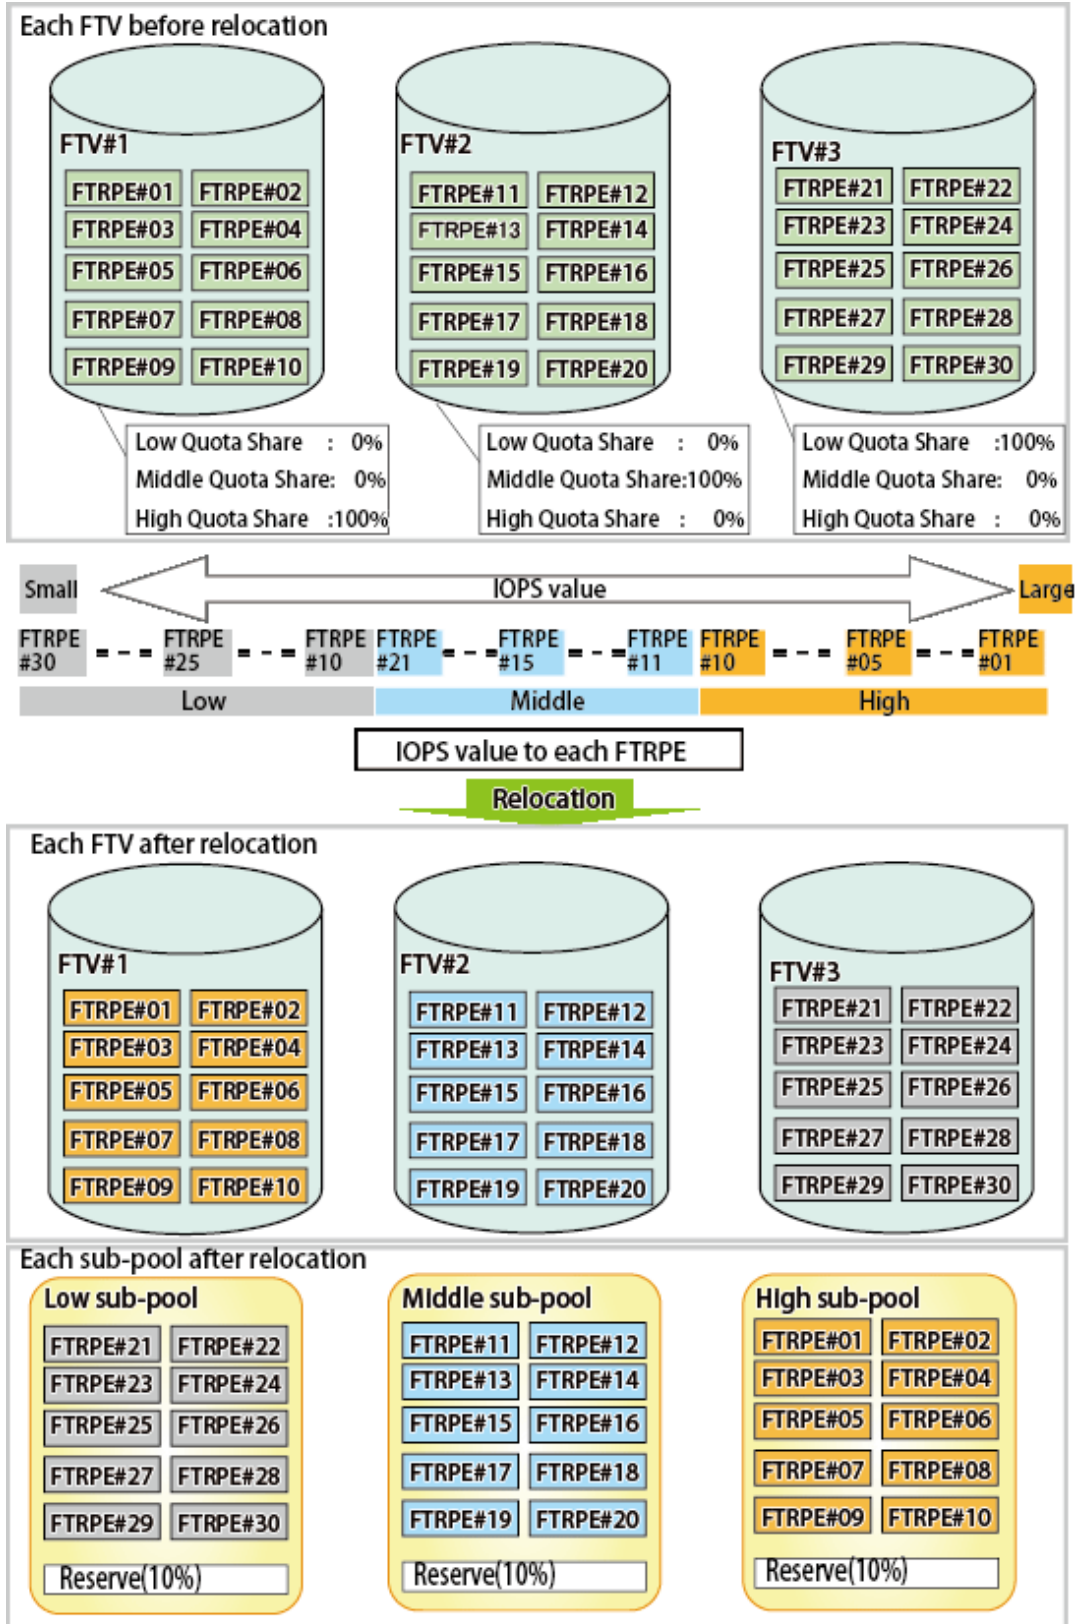 Each FTV before relocation
FTV#1
FTRPE#01 FTRPE#02
FTRPE#03 FTRPE#04
FTRPE#05 FTRPE#06
FTRPE#07 FTRPE#08
FTRPE#09 FTRPE#10
Low Quota Share : 0%
Middle Quota Share: 0%
High Quota Share :100%
FTV#2
FTRPE#11 FTRPE#12
FTRPE#13 FTRPE#14
FTRPE#15 FTRPE#16
FTRPE#17 FTRPE#18
FTRPE#19 FTRPE#20
Low Quota Share : 0%
Middle Quota Share:100%
High Quota Share : 0%
FTV#3
FTRPE#21 FTRPE#22
FTRPE#23 FTRPE#24
FTRPE#25 FTRPE#26
FTRPE#27 FTRPE#28
FTRPE#29 FTRPE#30
Low Quota Share :100%
Middle Quota Share: 0%
High Quota Share : 0%
Small
IOPS value
Large
FTRPE
#30
FTRPE
#25
FTRPE
#10
FTRPE
#21
FTRPE
#15
FTRPE
#11
FTRPE
#10
FTRPE
#05
FTRPE
#01
Low
Middle
High
IOPS value to each FTRPE
Relocation
Each FTV after relocation
FTV#1
FTRPE#01 FTRPE#02
FTRPE#03 FTRPE#04
FTRPE#05 FTRPE#06
FTRPE#07 FTRPE#08
FTRPE#09 FTRPE#10
FTV#2
FTRPE#11 FTRPE#12
FTRPE#13 FTRPE#14
FTRPE#15 FTRPE#16
FTRPE#17 FTRPE#18
FTRPE#19 FTRPE#20
FTV#3
FTRPE#21 FTRPE#22
FTRPE#23 FTRPE#24
FTRPE#25 FTRPE#26
FTRPE#27 FTRPE#28
FTRPE#29 FTRPE#30
Each sub-pool after relocation
Low sub-pool
FTRPE#21 FTRPE#22
FTRPE#23 FTRPE#24
FTRPE#25 FTRPE#26
FTRPE#27 FTRPE#28
FTRPE#29 FTRPE#30
Reserve(10%)
Middle sub-pool
FTRPE#11 FTRPE#12
FTRPE#13 FTRPE#14
FTRPE#15 FTRPE#16
FTRPE#17 FTRPE#18
FTRPE#19 FTRPE#20
Reserve(10%)
High sub-pool
FTRPE#01 FTRPE#02
FTRPE#03 FTRPE#04
FTRPE#05 FTRPE#06
FTRPE#07 FTRPE#08
FTRPE#09 FTRPE#10
Reserve(10%)